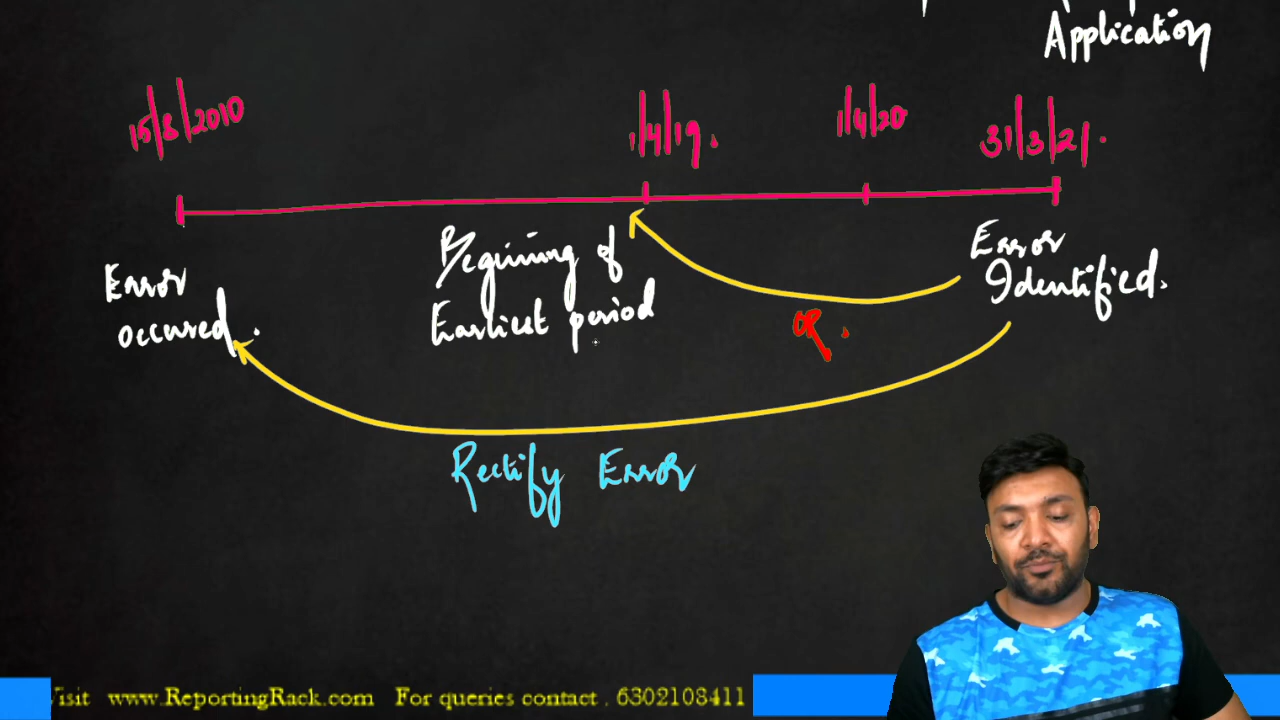 Application
15/8/2010
1/4/19.
1/4/20
31/3/21.
Error
occured.
Begining of
Earliest period
Error
Identified.
OR.
Rectify Error
Visit www.ReportingRack.com For queries contact . 6302108411